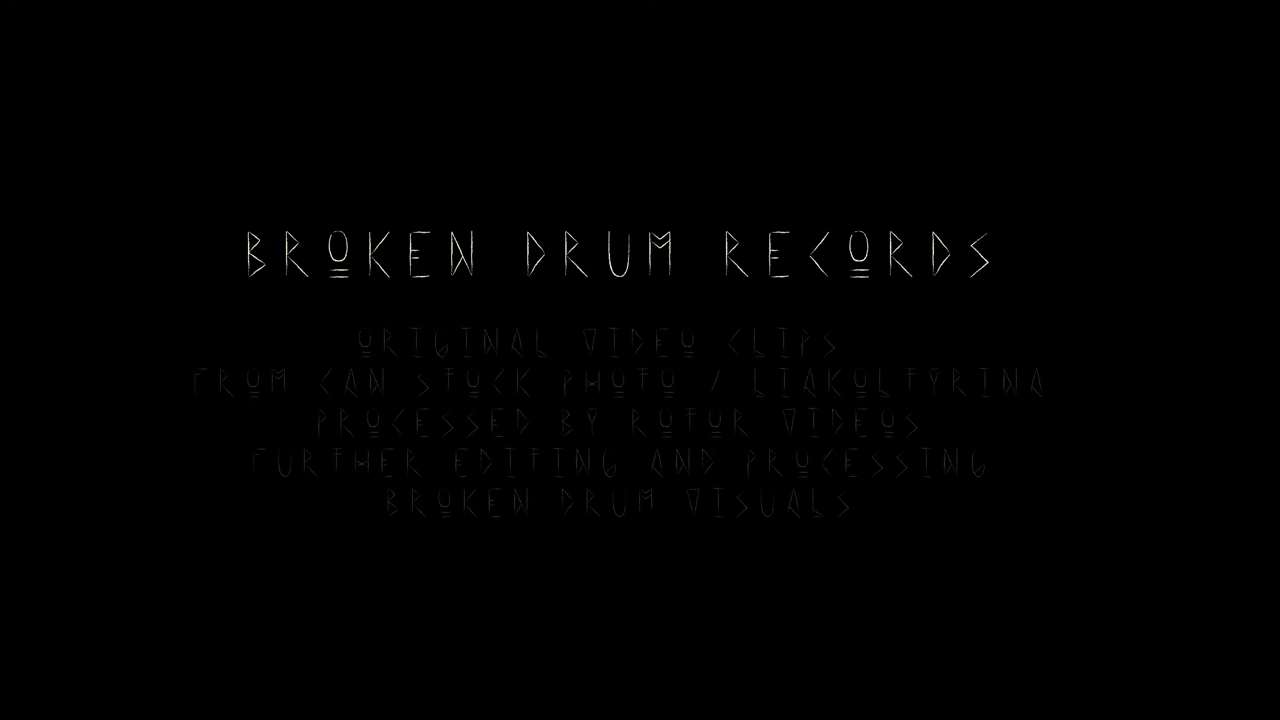 BROKEN DRUM RECORDS
ORIGINAL VIDEO CLIPS
FROM CAN STOCK PHOTO / LIAKOLTYRINA
PROCESSED BY ROTOR VIDEOS
FURTHER EDITING AND PROCESSING
BROKEN DRUM VISUALS